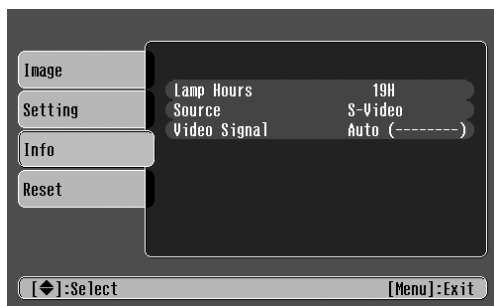 Image
Setting
Info
Reset
Lamp Hours 19H
Source S-Video
Video Signal Auto (--------)
[◆]:Select [Menu]:Exit